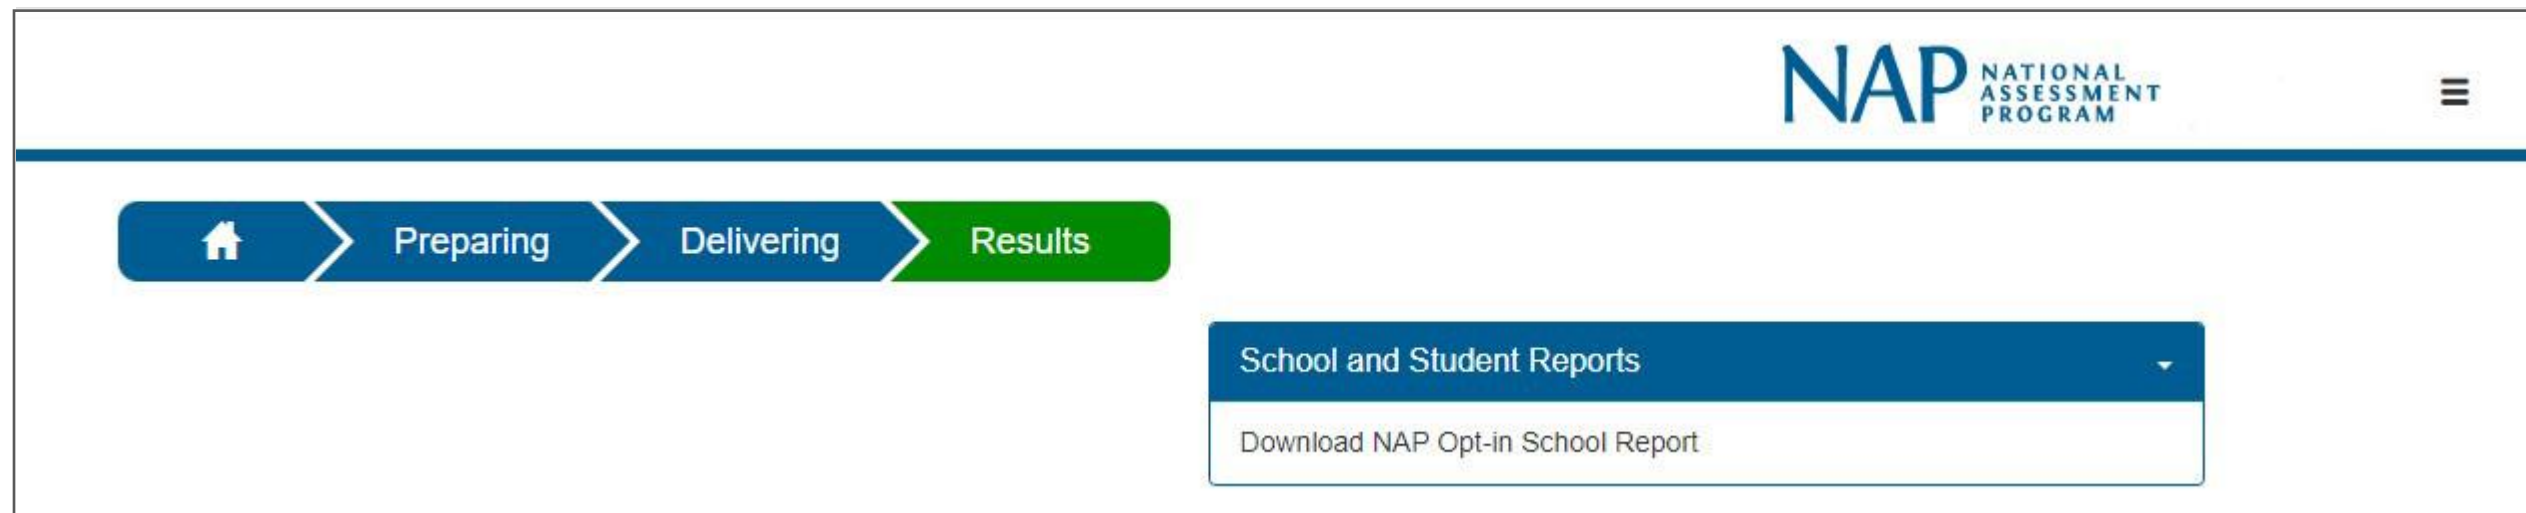 NAP
NATIONAL
ASSESSMENT
PROGRAM
Preparing
Delivering
Results
School and Student Reports
Download NAP Opt-in School Report